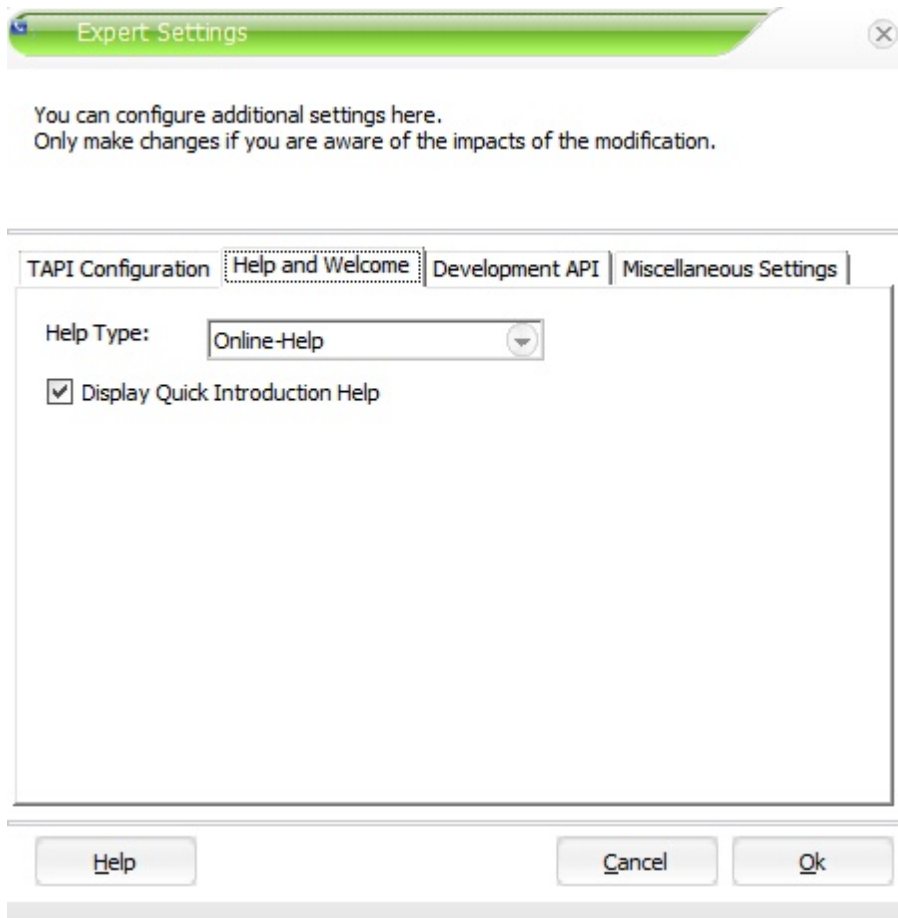 Expert Settings
You can configure additional settings here.
Only make changes if you are aware of the impacts of the modification.
TAPI Configuration
Help and Welcome
Development API
Miscellaneous Settings
Help Type:
Online-Help
Display Quick Introduction Help
Help
Cancel
Ok